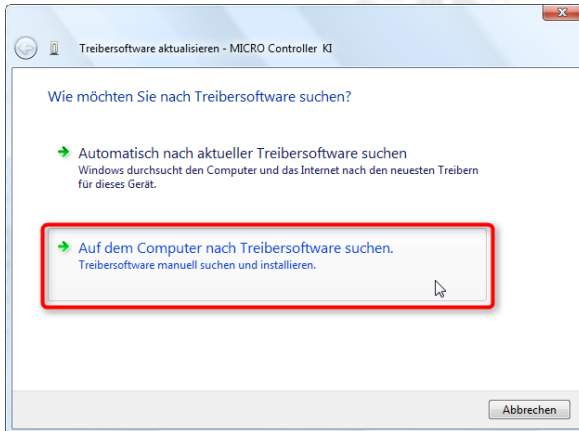 Treibersoftware aktualisieren - MICRO Controller KI
Wie möchten Sie nach Treibersoftware suchen?
Automatisch nach aktueller Treibersoftware suchen
Windows durchsucht den Computer und das Internet nach den neuesten Treibern
für dieses Gerät.
Auf dem Computer nach Treibersoftware suchen.
Treibersoftware manuell suchen und installieren.
Abbrechen